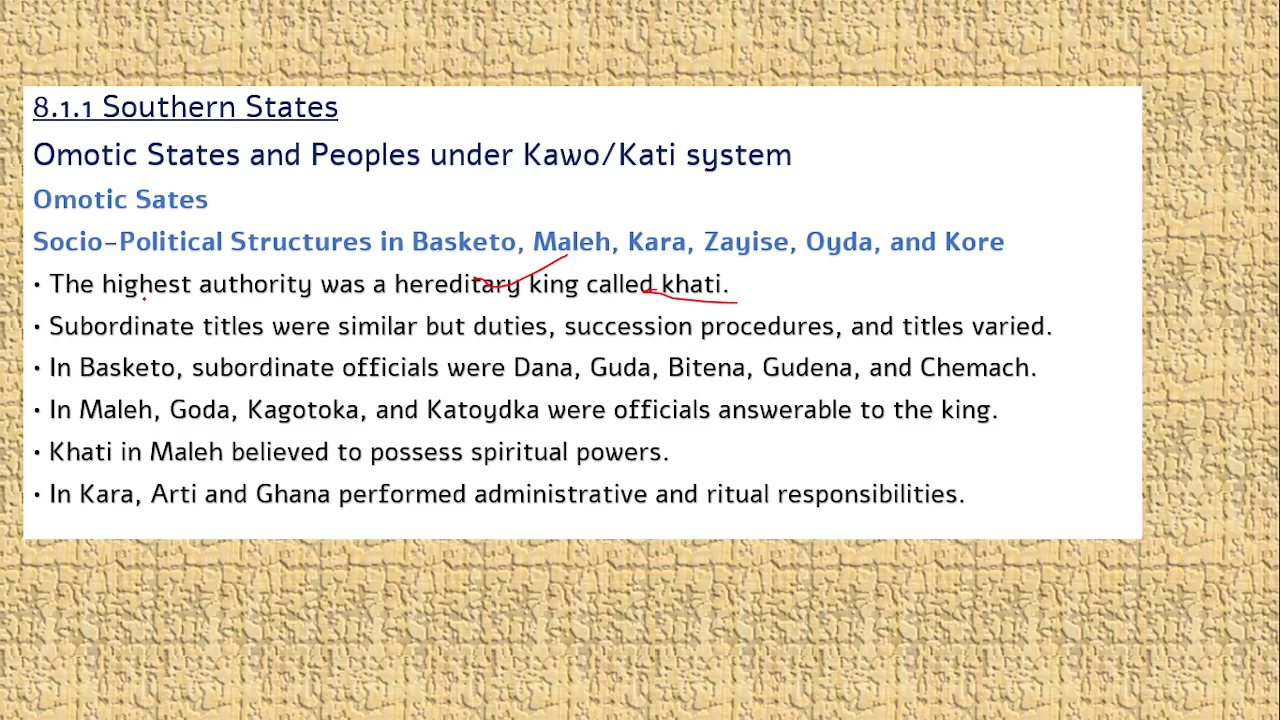 8.1.1 Southern States
Omotic States and Peoples under Kawo/Kati system
Omotic Sates
Socio-Political Structures in Basketo, Maleh, Kara, Zayise, Oyda, and Kore
• The highest authority was a hereditary king called khati.
• Subordinate titles were similar but duties, succession procedures, and titles varied.
• In Basketo, subordinate officials were Dana, Guda, Bitena, Gudena, and Chemach.
• In Maleh, Goda, Kagotoka, and Katoydka were officials answerable to the king.
• Khati in Maleh believed to possess spiritual powers.
• In Kara, Arti and Ghana performed administrative and ritual responsibilities.